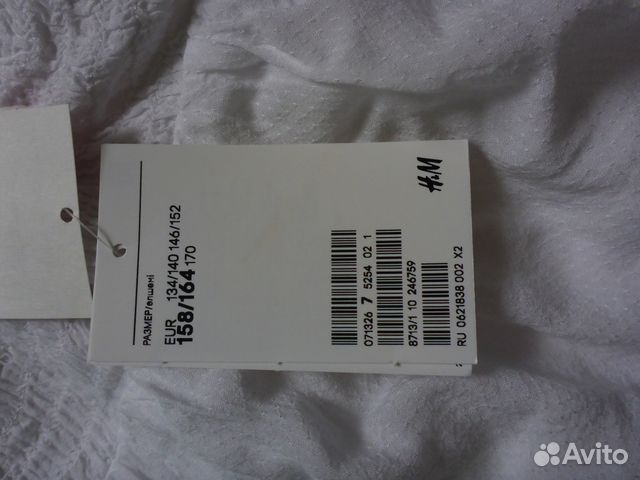 H&M
РАЗМЕР/өлшемі
EUR 134/140 146/152
158/164 170
071326 7 5254 02 1
8713/1 10 246759
RU 0621838 002 X2
Avito